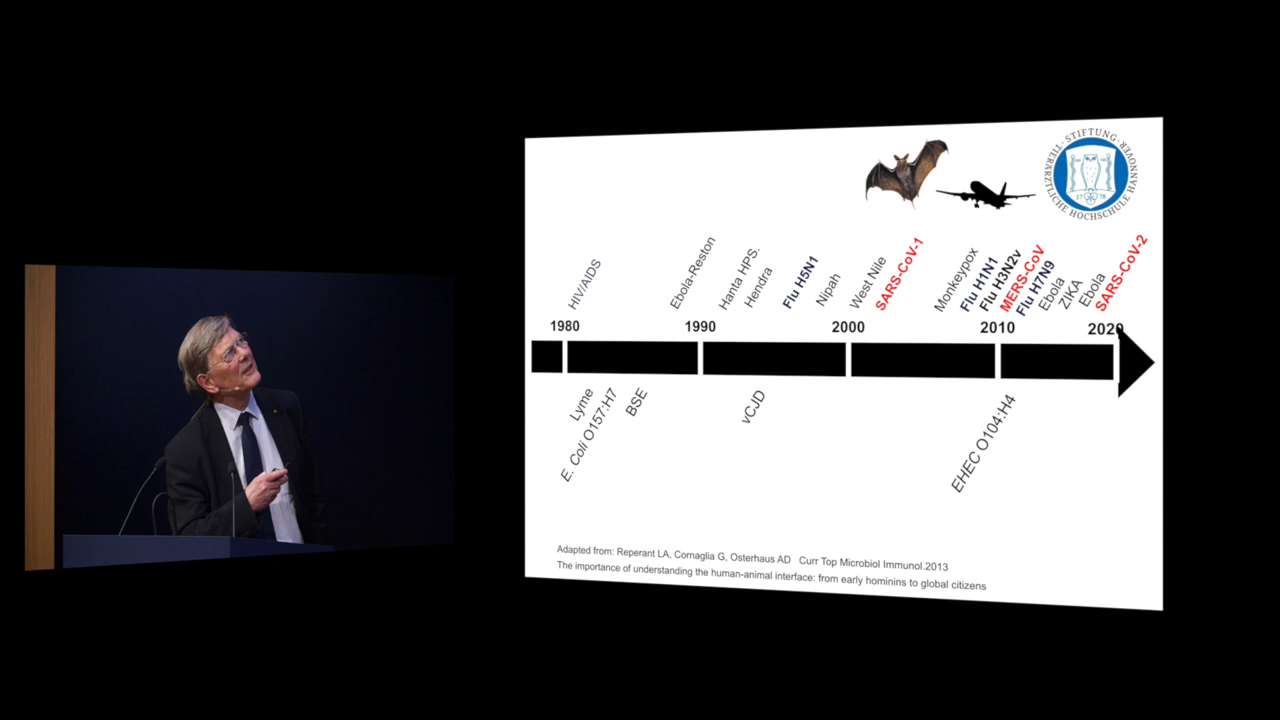 · STIFTUNG · TIERÄRZTLICHE HOCHSCHULE HANNOVER
1778
HIV/AIDS
Ebola-Reston
Hanta HPS.
Hendra
Flu H5N1
Nipah
West Nile
SARS-CoV-1
Monkeypox
Flu H1N1
Flu H3N2v
MERS-CoV
Flu H7N9
Ebola
ZIKA
Ebola
SARS-CoV-2
1980 1990 2000 2010 2020
Lyme
E. Coli O157:H7
BSE
vCJD
EHEC O104:H4
Adapted from: Reperant LA, Cornaglia G, Osterhaus AD Curr Top Microbiol Immunol.2013
The importance of understanding the human-animal interface: from early hominins to global citizens